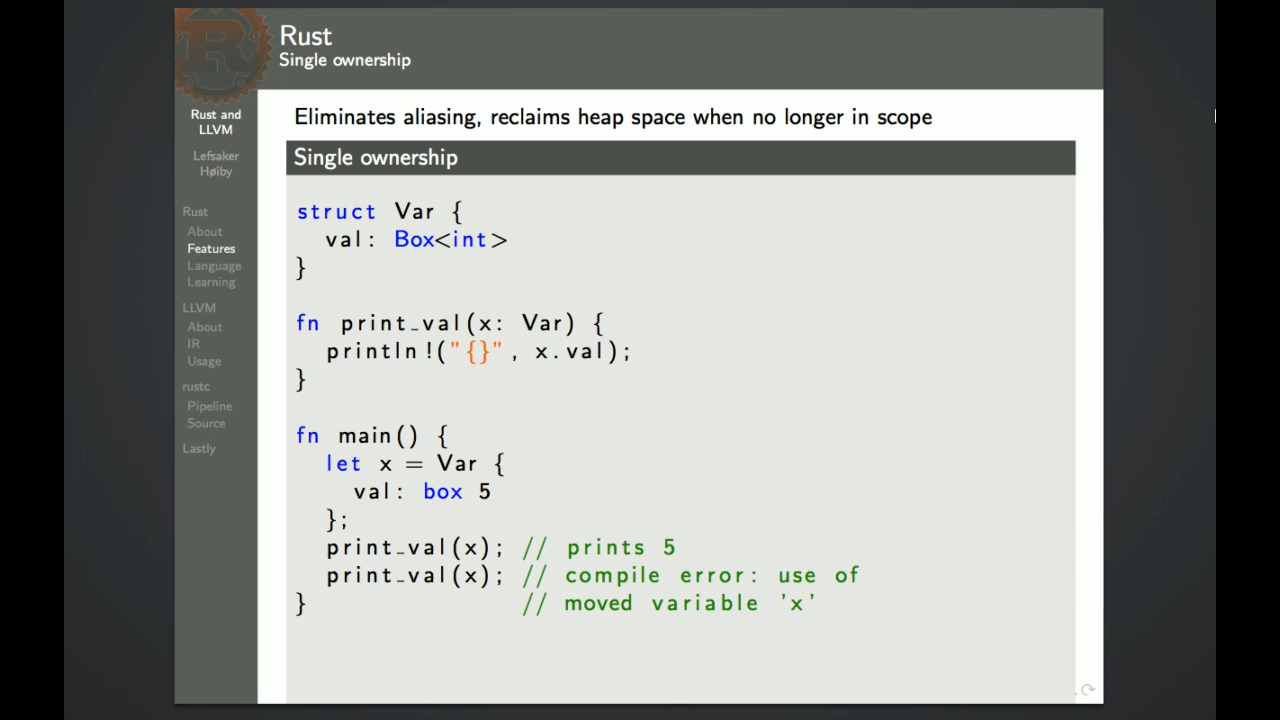 Rust
Single ownership
Rust and
LLVM
Lefsaker
Høiby
Rust
About
Features
Language
Learning
LLVM
About
IR
Usage
rustc
Pipeline
Source
Lastly
Eliminates aliasing, reclaims heap space when no longer in scope
Single ownership
struct Var {
  val: Box<int>
}
fn print_val(x: Var) {
  println!("{}", x.val);
}
fn main() {
  let x = Var {
    val: box 5
  };
  print_val(x); // prints 5
  print_val(x); // compile error: use of
}               // moved variable 'x'